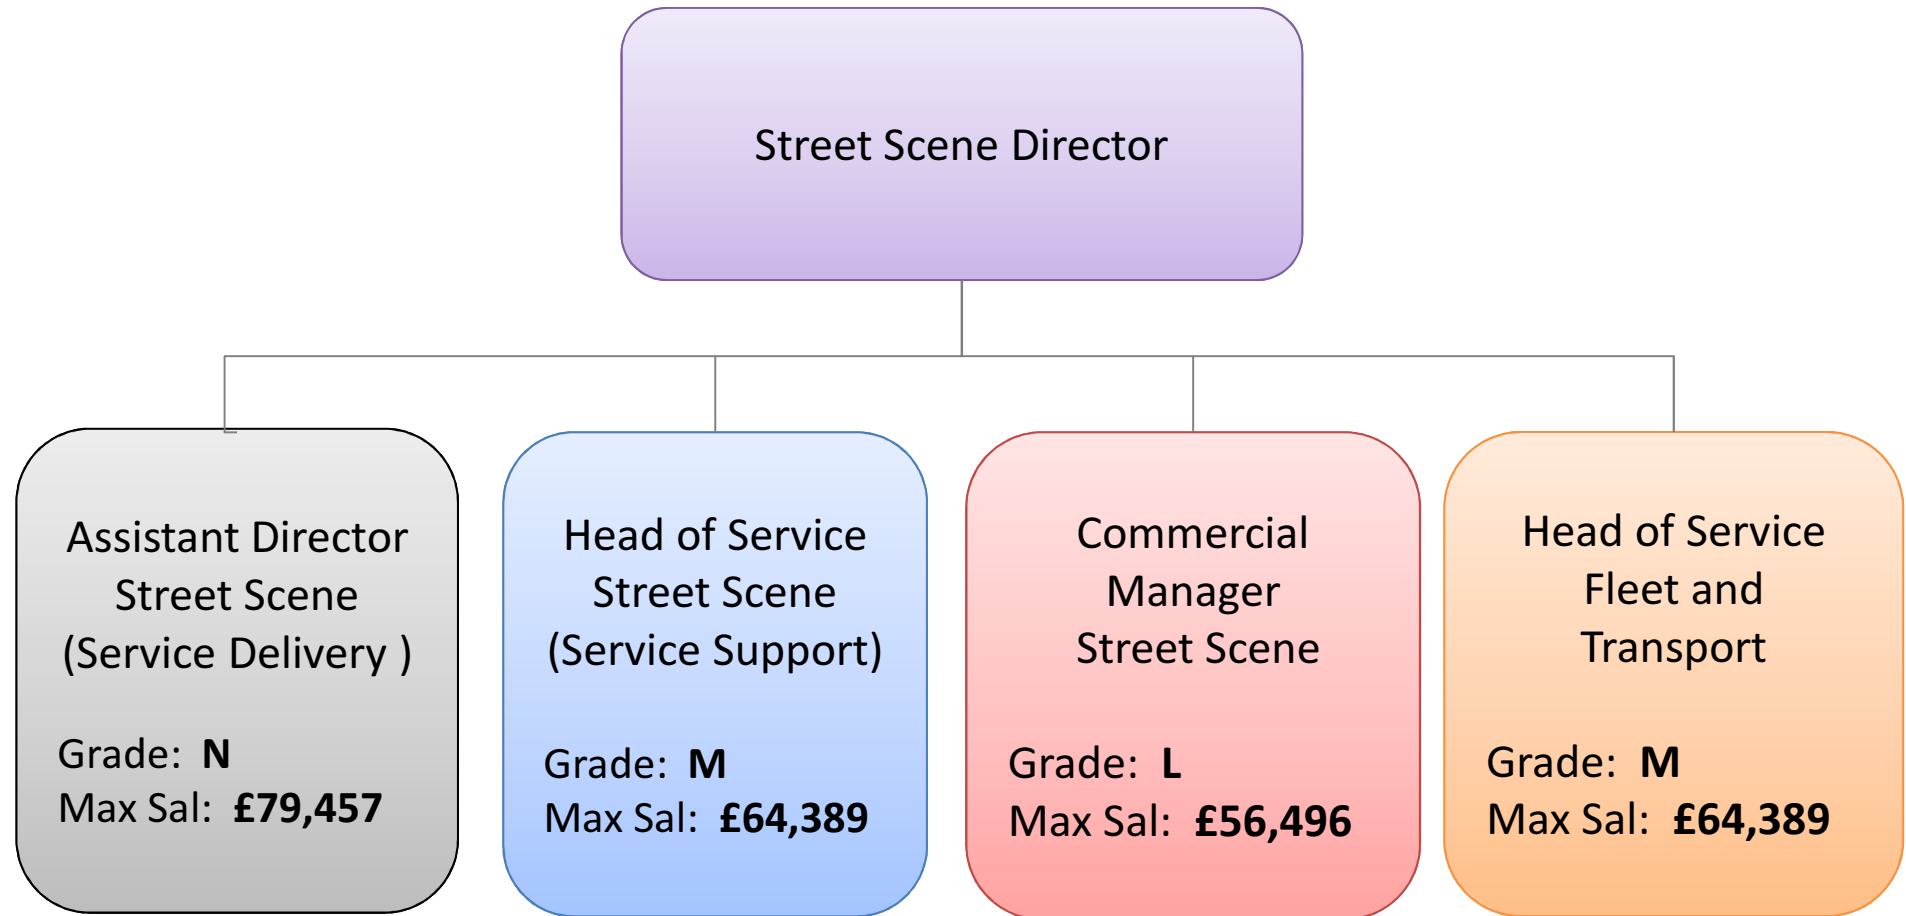 Street Scene Director
Assistant Director
Street Scene
(Service Delivery )
Grade:  N
Max Sal:  £79,457
Head of Service
Street Scene
(Service Support)
Grade:  M
Max Sal:  £64,389
Commercial
Manager
Street Scene
Grade:  L
Max Sal:  £56,496
Head of Service
Fleet and
Transport
Grade:  M
Max Sal:  £64,389